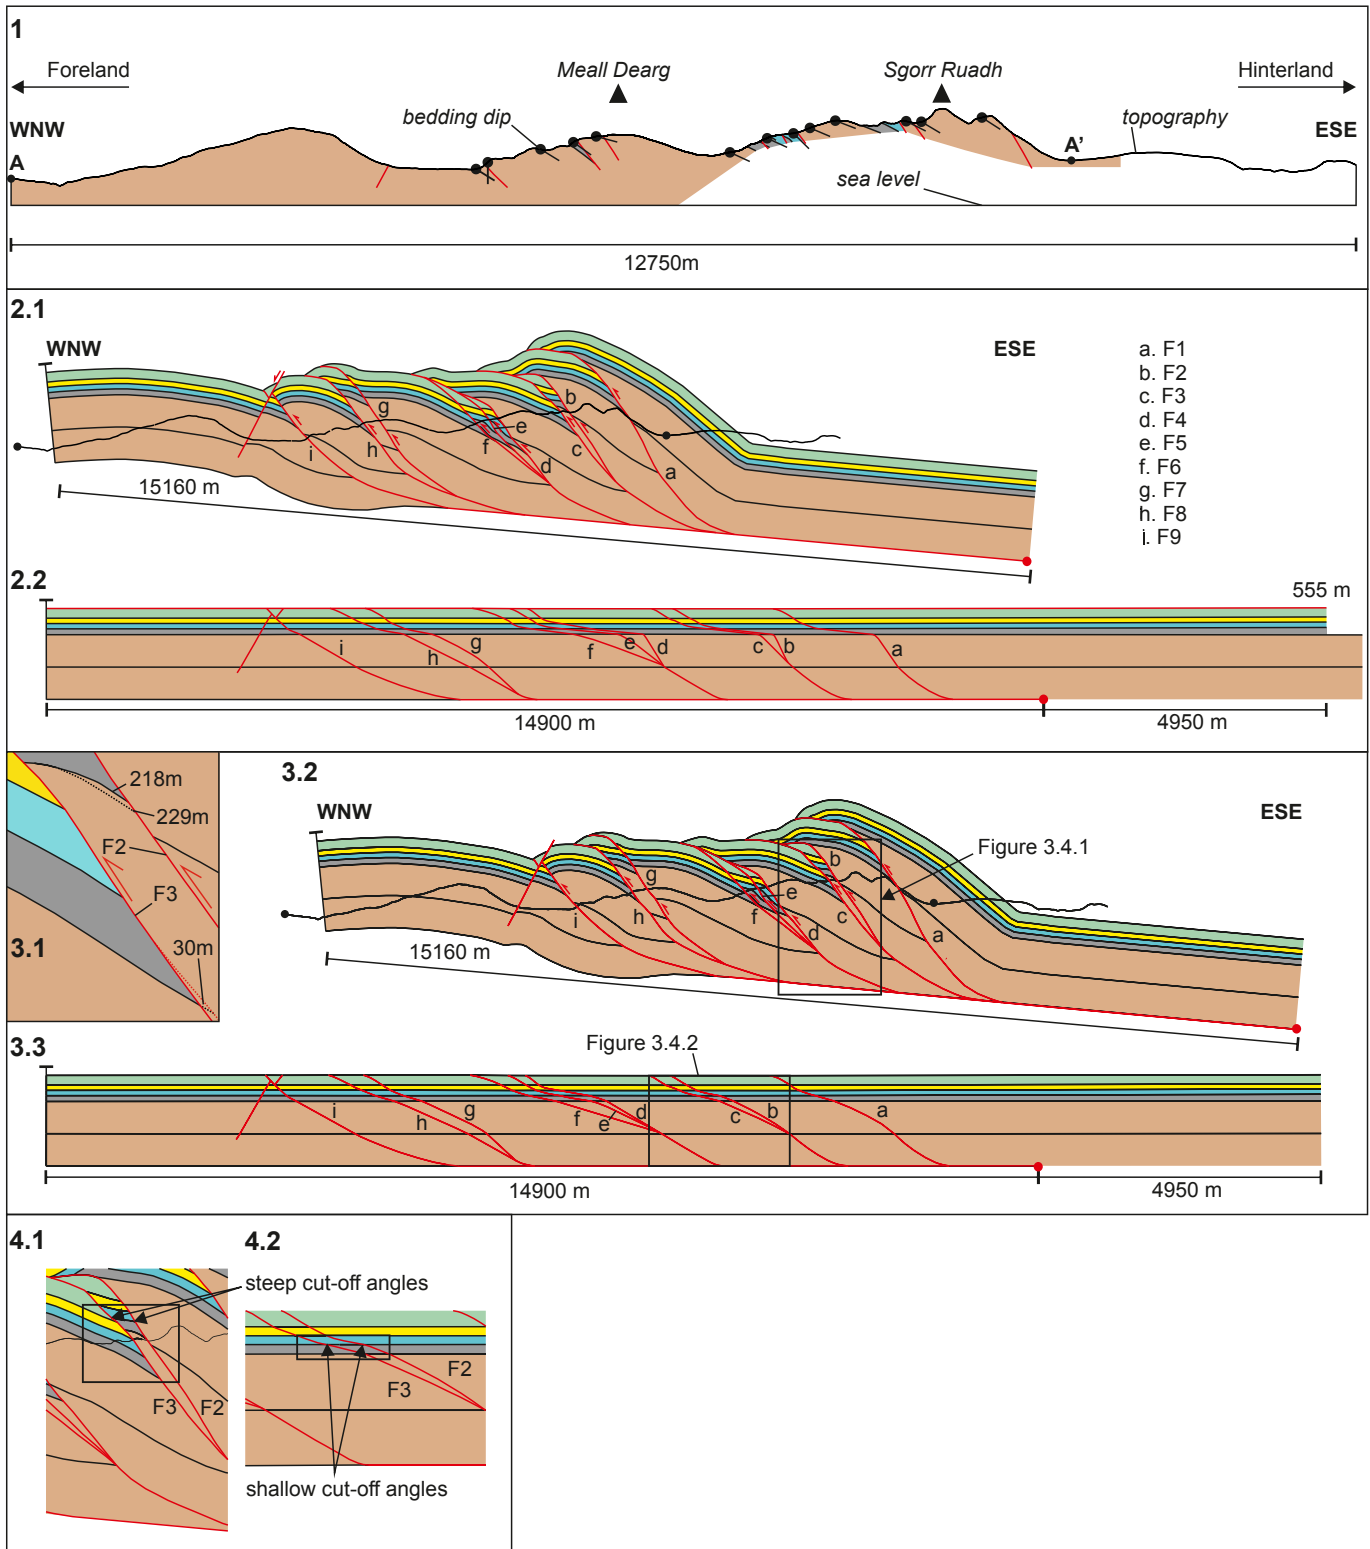 1
Foreland
Meall Dearg
Sgorr Ruadh
Hinterland
bedding dip
topography
WNW
ESE
A
A'
sea level
12750m
2.1
WNW
ESE
a. F1
b. F2
c. F3
d. F4
e. F5
f. F6
g. F7
h. F8
i. F9
b
g
e
f
h
c
i
d
a
15160 m
2.2
555 m
i
h
g
f
e
d
c
b
a
14900 m
4950 m
3.1
218m
229m
F2
F3
30m
3.2
WNW
ESE
Figure 3.4.1
b
g
e
f
h
c
i
d
a
15160 m
3.3
Figure 3.4.2
i
h
g
f
e
d
c
b
a
14900 m
4950 m
4.1
4.2
steep cut-off angles
F3
F2
F2
F3
shallow cut-off angles